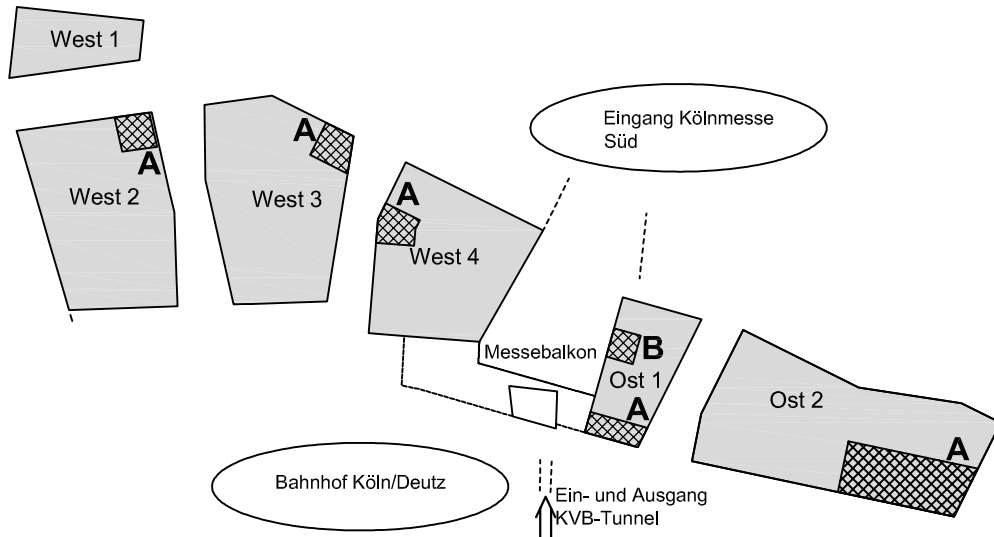 West 1
Eingang Kölnmesse
Süd
A
A
West 2
West 3
A
West 4
Messebalkon
B
Ost 1
A
Ost 2
A
Bahnhof Köln/Deutz
Ein- und Ausgang
KVB-Tunnel